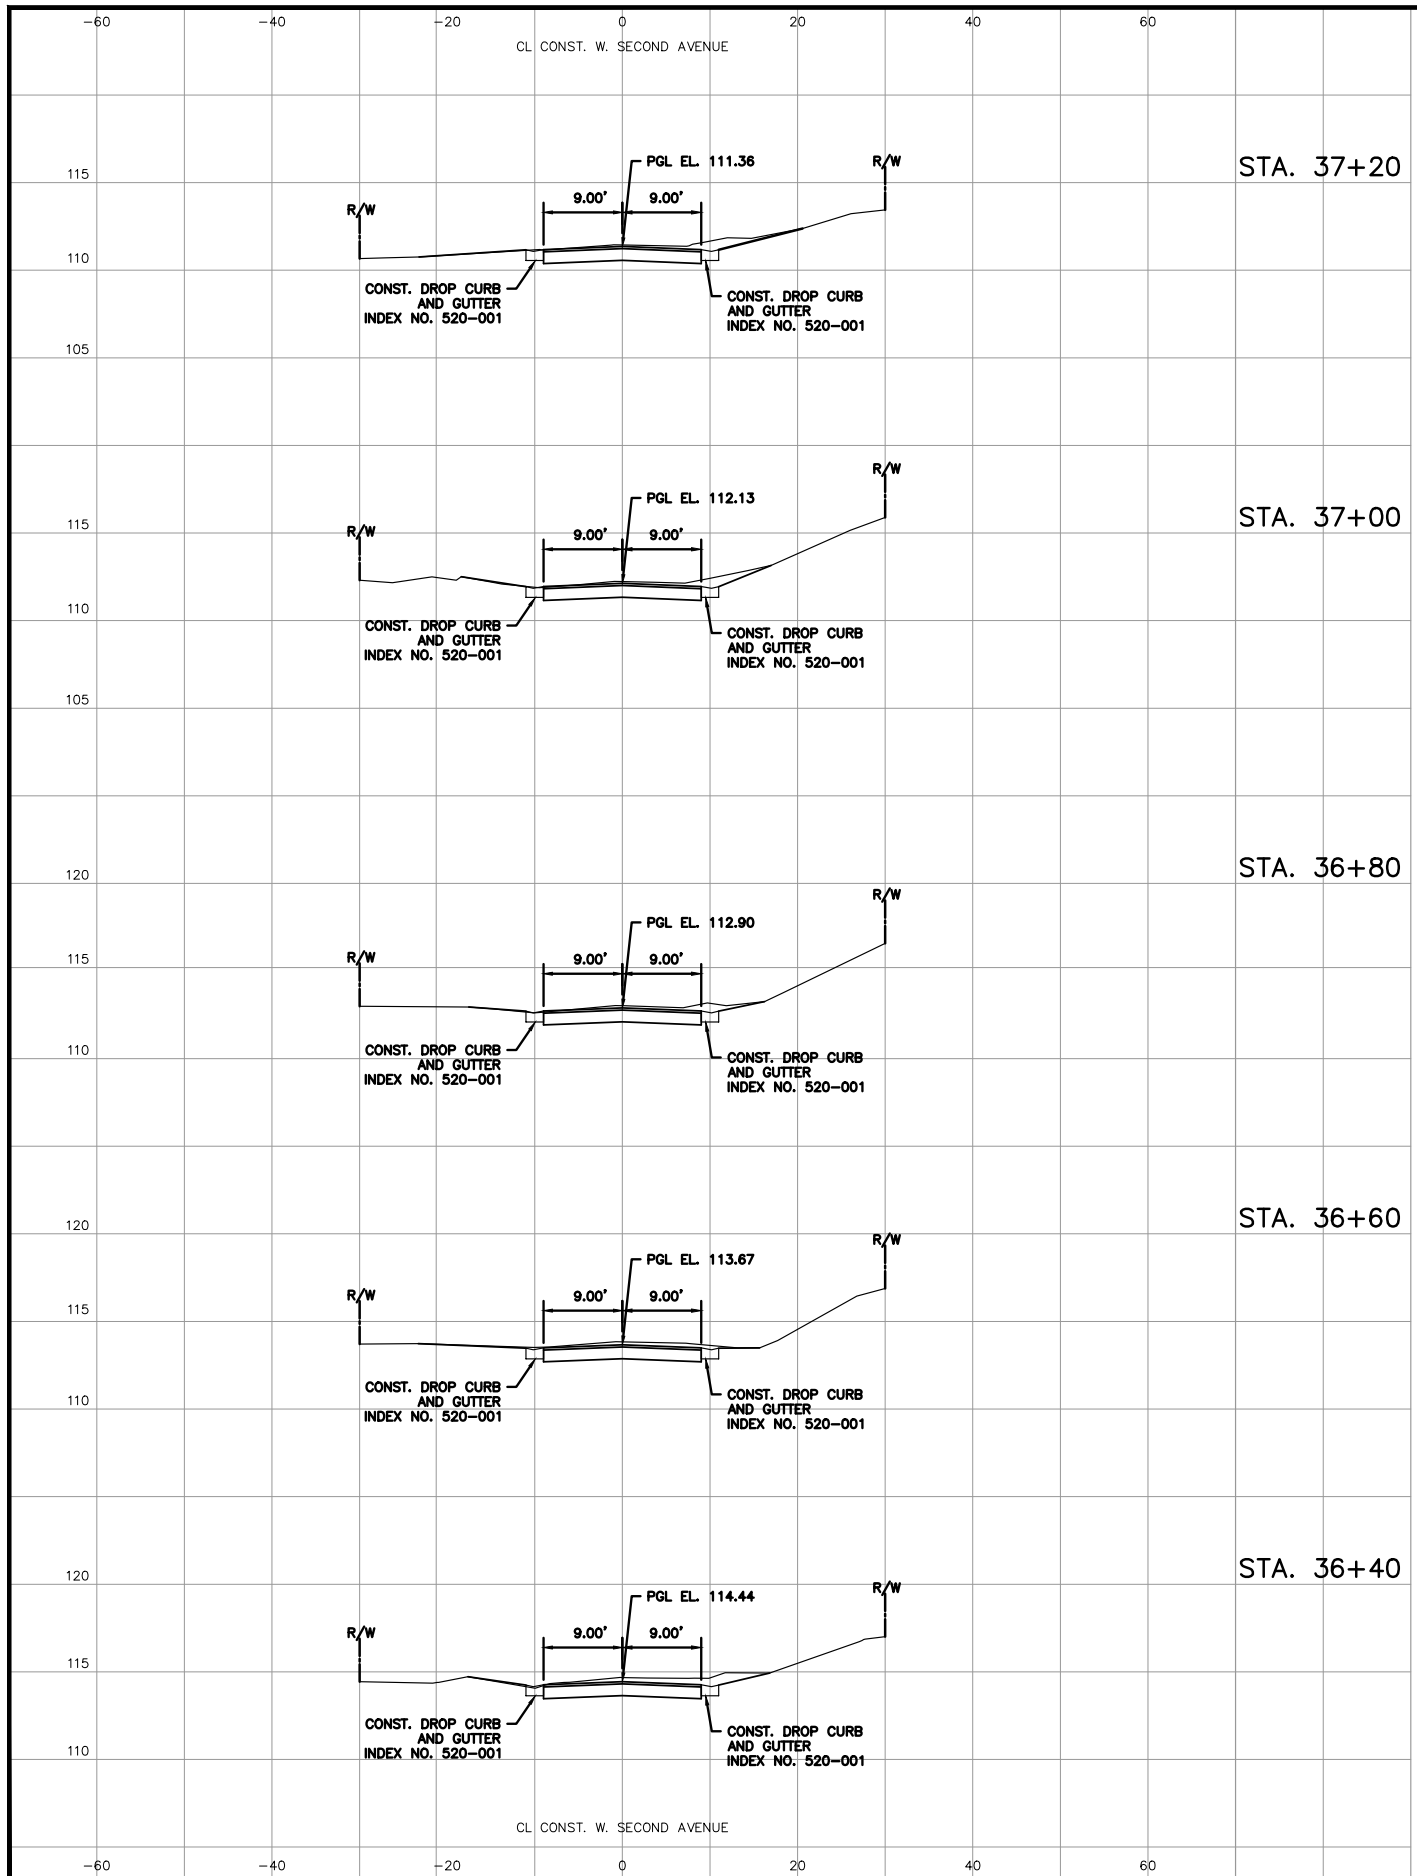 -60 -40 -20 0 20 40 60
CL CONST. W. SECOND AVENUE
STA. 37+20
115
110
105
R/W
R/W
PGL EL. 111.36
9.00' 9.00'
CONST. DROP CURB
AND GUTTER
INDEX NO. 520-001
CONST. DROP CURB
AND GUTTER
INDEX NO. 520-001
STA. 37+00
115
110
105
R/W
R/W
PGL EL. 112.13
9.00' 9.00'
CONST. DROP CURB
AND GUTTER
INDEX NO. 520-001
CONST. DROP CURB
AND GUTTER
INDEX NO. 520-001
STA. 36+80
120
115
110
R/W
R/W
PGL EL. 112.90
9.00' 9.00'
CONST. DROP CURB
AND GUTTER
INDEX NO. 520-001
CONST. DROP CURB
AND GUTTER
INDEX NO. 520-001
STA. 36+60
120
115
110
R/W
R/W
PGL EL. 113.67
9.00' 9.00'
CONST. DROP CURB
AND GUTTER
INDEX NO. 520-001
CONST. DROP CURB
AND GUTTER
INDEX NO. 520-001
STA. 36+40
120
115
110
R/W
R/W
PGL EL. 114.44
9.00' 9.00'
CONST. DROP CURB
AND GUTTER
INDEX NO. 520-001
CONST. DROP CURB
AND GUTTER
INDEX NO. 520-001
CL CONST. W. SECOND AVENUE
-60 -40 -20 0 20 40 60